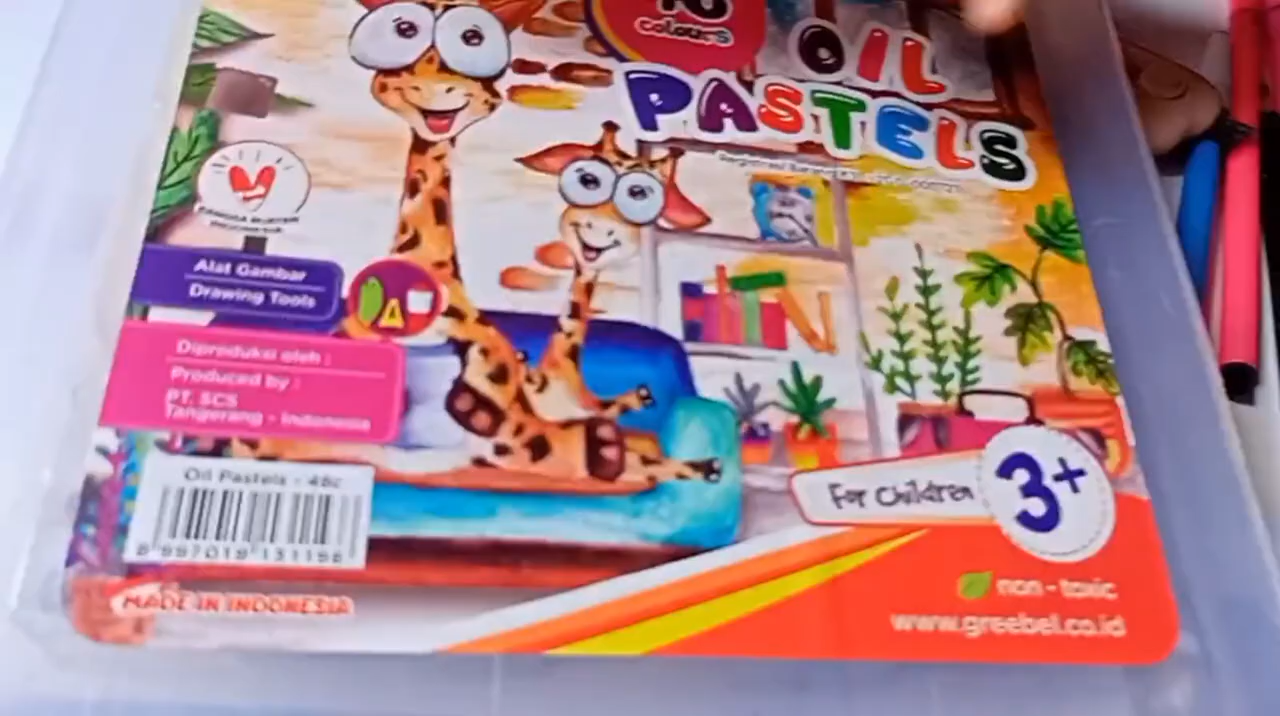 colours
OIL
PASTELS
Alat Gambar
Drawing Tools
Diproduksi oleh :
Produced by :
PT. SCS
Tangerang - Indonesia
Oil Pastels - 48c
8 997019 131156
For Children
3+
MADE IN INDONESIA
non - toxic
www.greebel.co.id